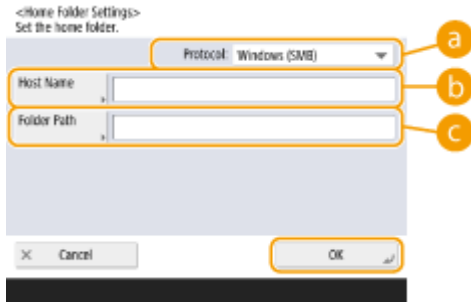 <Home Folder Settings>
Set the home folder.
Protocol: Windows (SMB)
a
Host Name
b
Folder Path
c
× Cancel
OK